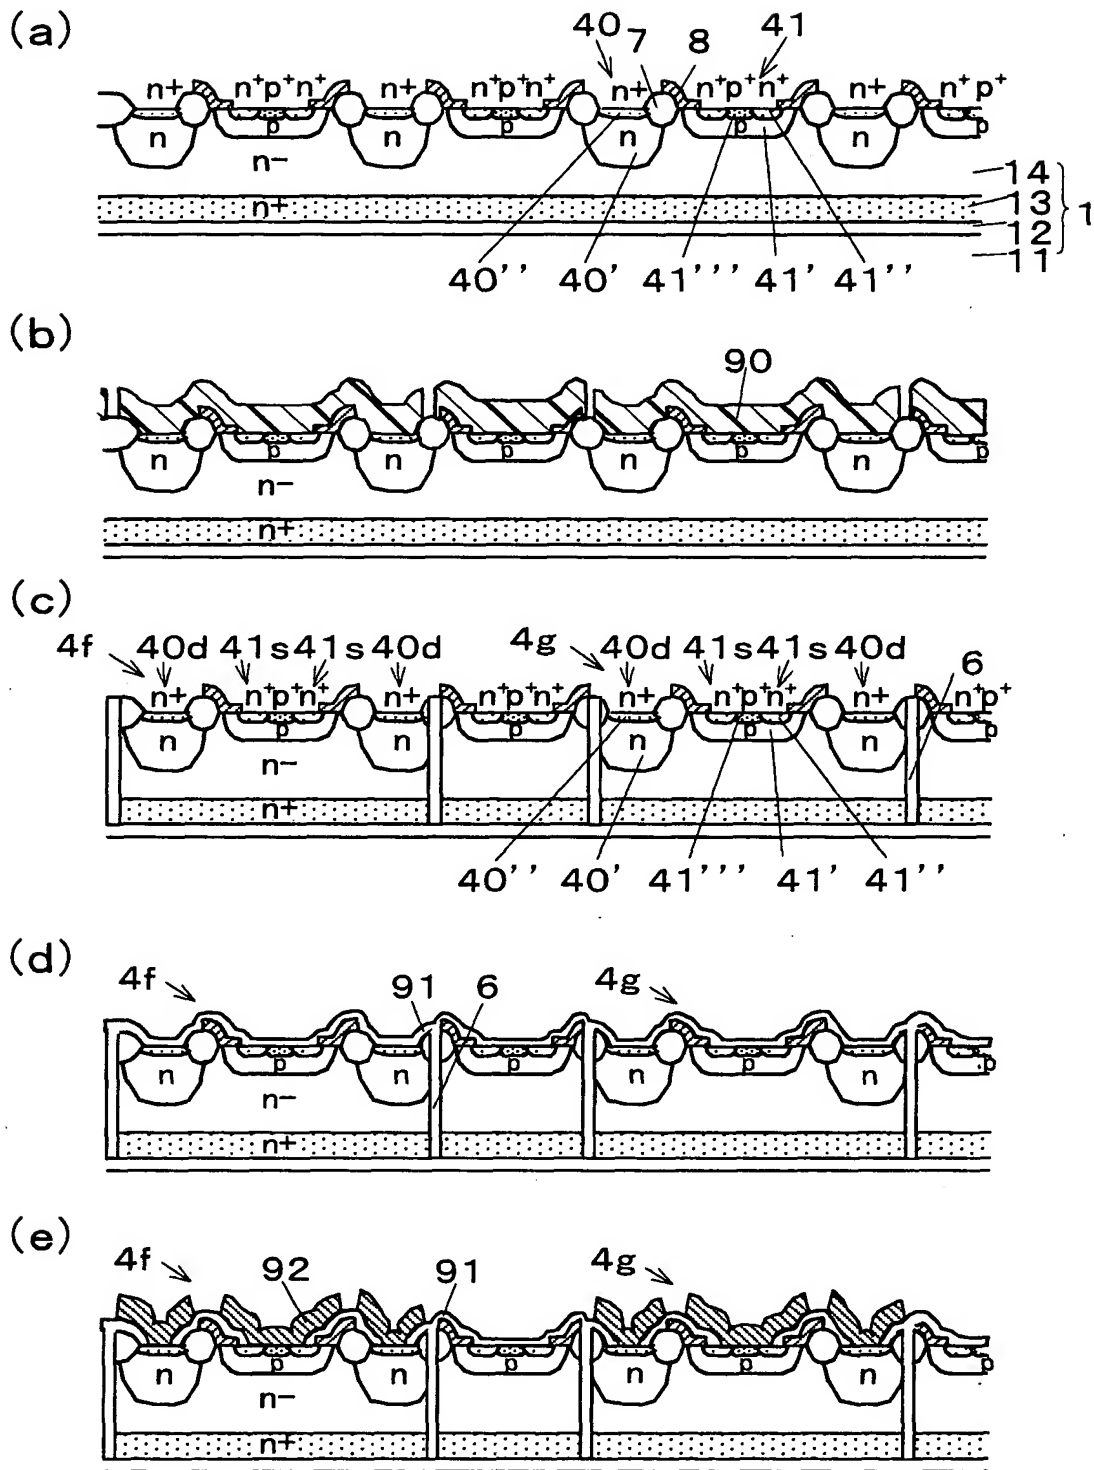 (a)
40 7 8 41
n+ n+p+n+ n+ n+p+n+ n+ n+p+n+ n+ n+p+
n p p n p n p
n-
n+
14
13
12
11
1
40'' 40' 41''' 41' 41''
(b)
90
n p n p n p n p
n-
n+
(c)
4f 40d 41s 41s 40d 4g 40d 41s 41s 40d 6
n+ n+p+n+ n+ n+p+n+ n+ n+p+n+ n+ n+p+
n p n p n p n p
n-
n+
40'' 40' 41''' 41' 41''
(d)
4f 91 6 4g
n p n p n p n p
n-
n+
(e)
4f 92 91 4g
n p n p n p n p
n-
n+